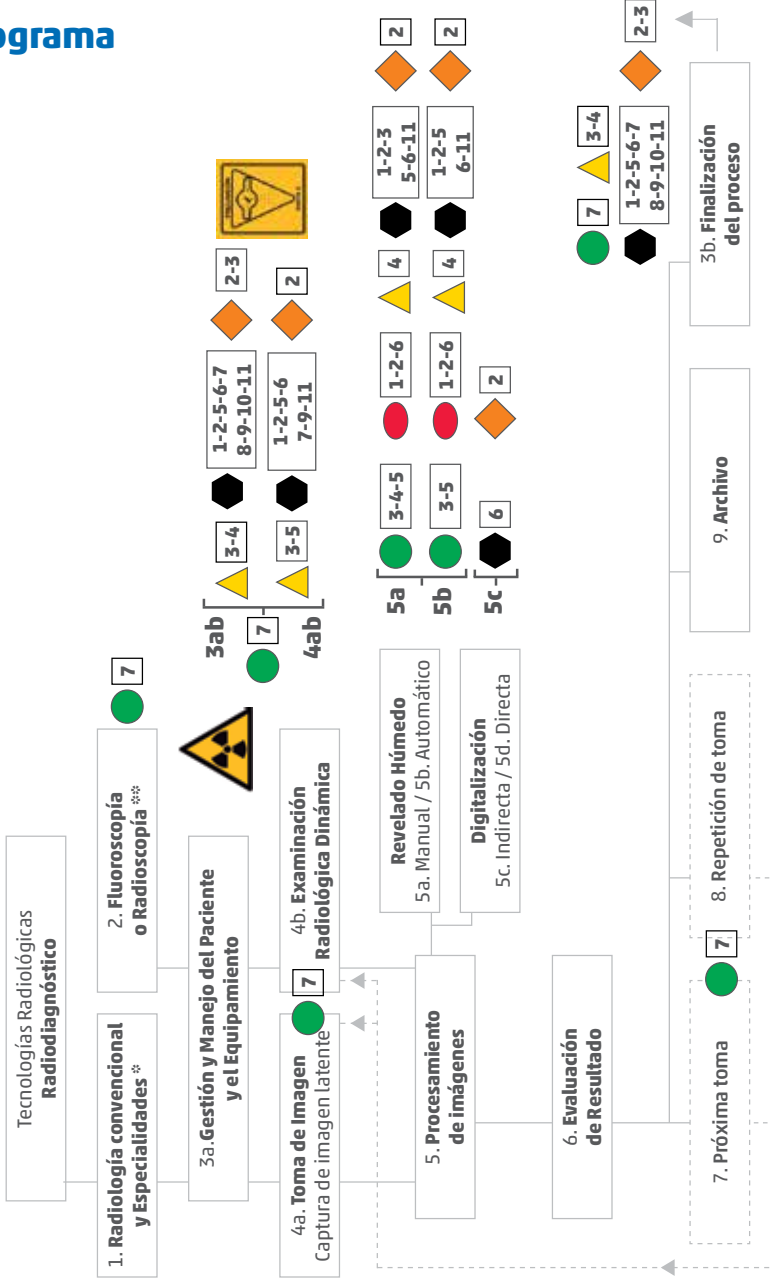 ograma
Tecnologías Radiológicas
Radiodiagnóstico
1. Radiología convencional
y Especialidades *
2. Fluoroscopía
o Radioscopía **
7
3a.Gestión y Manejo del Paciente
y el Equipamiento
4a. Toma de Imagen
Captura de imagen latente
7
4b. Examinación
Radiológica Dinámica
3ab
7
4ab
3-4
1-2-5-6-7
8-9-10-11
2-3
3-5
1-2-5-6
7-9-11
2
5. Procesamiento
de imágenes
Revelado Húmedo
5a. Manual / 5b. Automático
Digitalización
5c. Indirecta / 5d. Directa
5a
3-4-5
1-2-6
4
1-2-3
5-6-11
2
5b
3-5
1-2-6
4
1-2-5
6-11
2
5c
6
2
6. Evaluación
de Resultado
7. Próxima toma
7
8. Repetición de toma
9. Archivo
3b. Finalización
del proceso
7
3-4
1-2-5-6-7
8-9-10-11
2-3